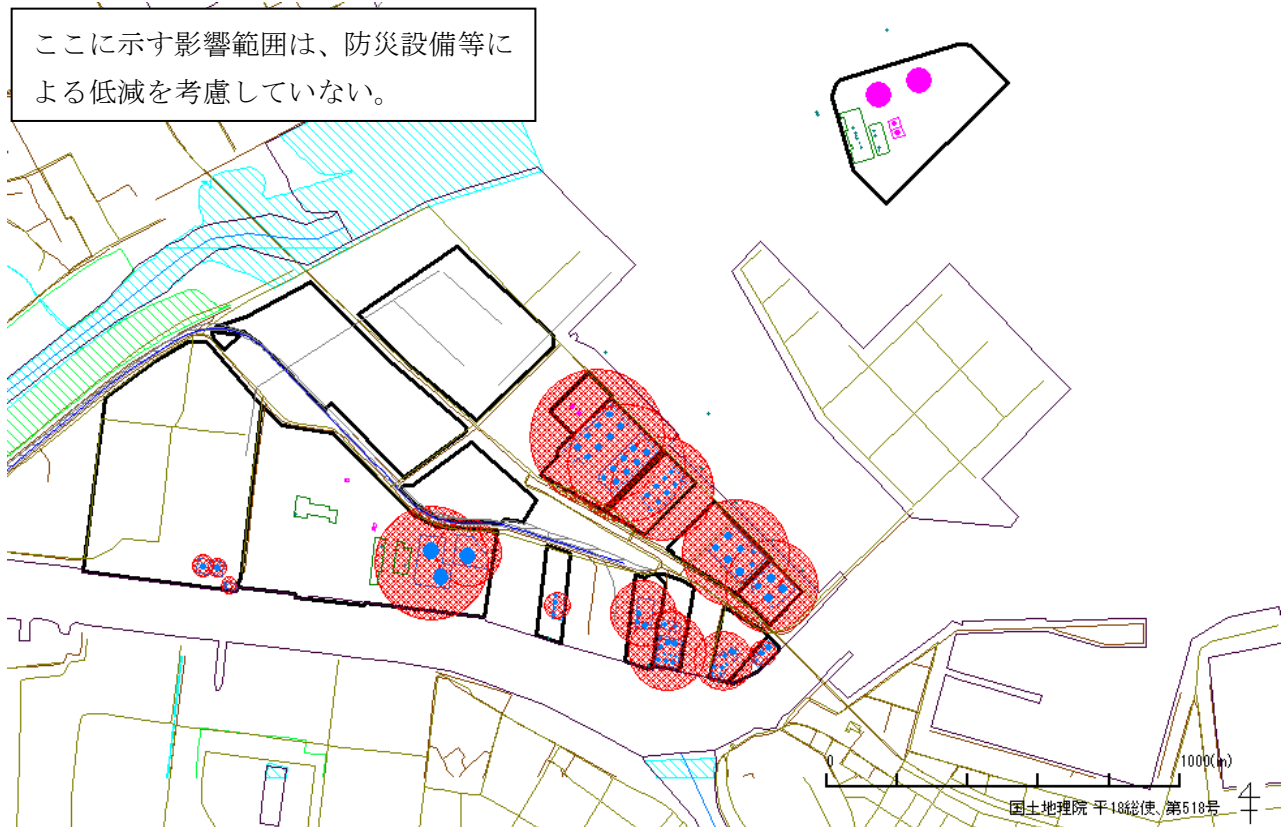 ここに示す影響範囲は、防災設備等に
よる低減を考慮していない。
0 1000(m)
国土地理院 平18総使、第518号